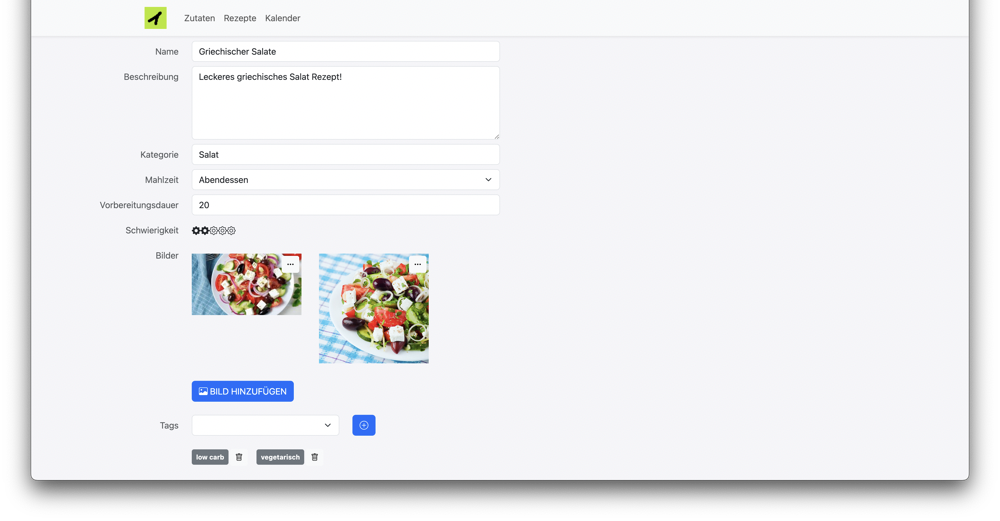 Zutaten Rezepte Kalender
Name Griechischer Salate
Beschreibung Leckeres griechisches Salat Rezept!
Kategorie Salat
Mahlzeit Abendessen
Vorbereitungsdauer 20
Schwierigkeit
Bilder
BILD HINZUFÜGEN
Tags
low carb vegetarisch